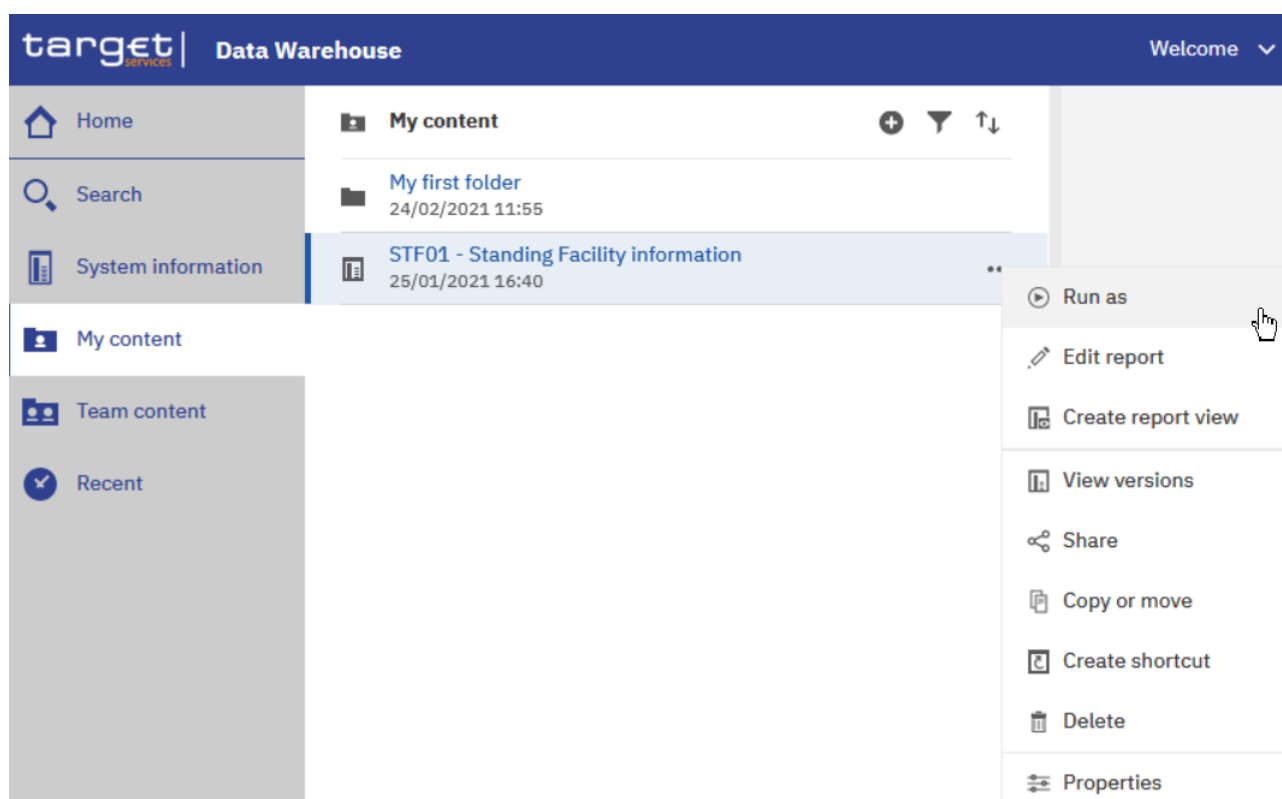 target| Data Warehouse Welcome
services
Home
Search
System information
My content
Team content
Recent
My content
My first folder
24/02/2021 11:55
STF01 - Standing Facility information
25/01/2021 16:40
Run as
Edit report
Create report view
View versions
Share
Copy or move
Create shortcut
Delete
Properties